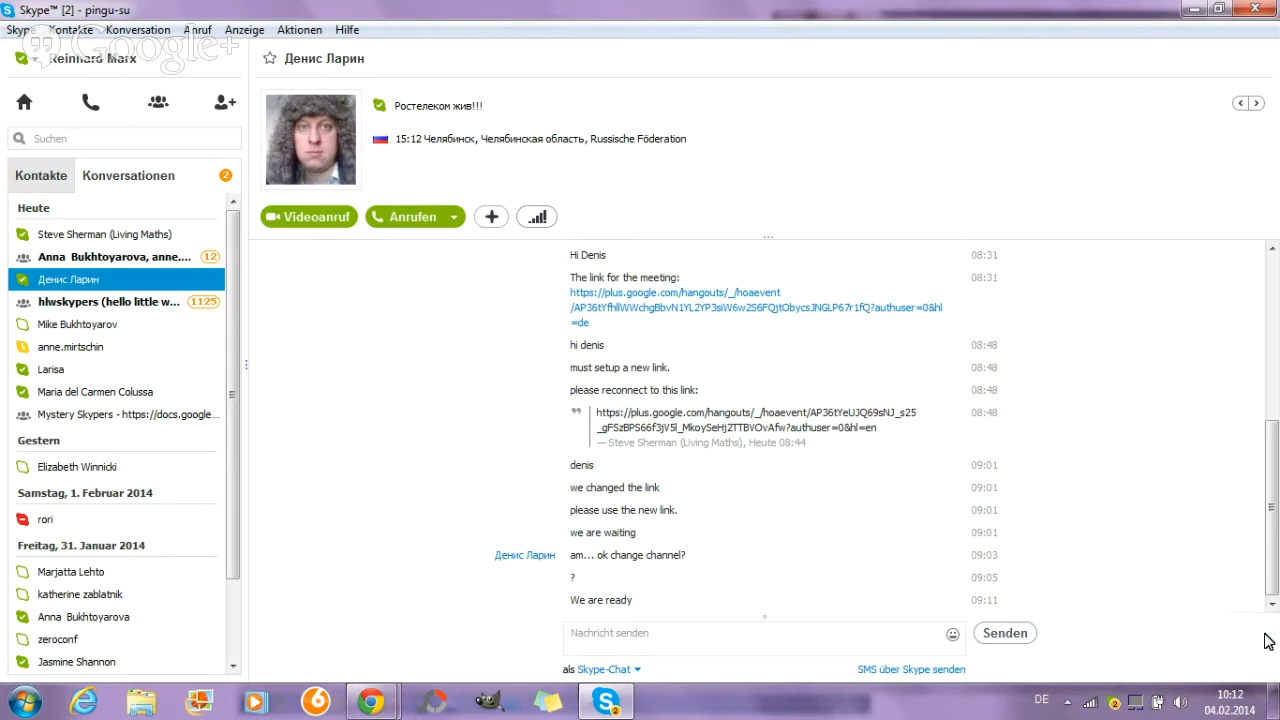 Skype™ [2] - pingu-su
Skype Kontakte Konversation Anruf Anzeige Aktionen Hilfe
Google+
Reinhard Marx
Suchen
Kontakte Konversationen 2
Heute
Steve Sherman (Living Maths)
Anna Bukhtoyarova, anne.... 12
Денис Ларин
hlwskypers (hello little w... 1125
Mike Bukhtoyarov
anne.mirtschin
Larisa
Maria del Carmen Colussa
Mystery Skypers - https://docs.google...
Gestern
Elizabeth Winnicki
Samstag, 1. Februar 2014
rori
Freitag, 31. Januar 2014
Marjatta Lehto
katherine zablatnik
Anna Bukhtoyarova
zeroconf
Jasmine Shannon
Денис Ларин
Ростелеком жив!!!
15:12 Челябинск, Челябинская область, Russische Föderation
Videoanruf Anrufen
Hi Denis 08:31
The link for the meeting: 08:31
https://plus.google.com/hangouts/_/hoaevent
=de
hi denis 08:48
must setup a new link. 08:48
please reconnect to this link: 08:48
https://plus.google.com/hangouts/_/hoaevent/AP36tYeUJQ69sNJ_s25 08:48
_gFSzBPS66f3jV5l_MkoySeHj2TTBVOvAfw?authuser=0&hl=en
— Steve Sherman (Living Maths), Heute 08:44
denis 09:01
we changed the link 09:01
please use the new link. 09:01
we are waiting 09:01
Денис Ларин am... ok change channel? 09:03
? 09:05
We are ready 09:11
Nachricht senden
Senden
als Skype-Chat SMS über Skype senden
DE
2
2
10:12
04.02.2014